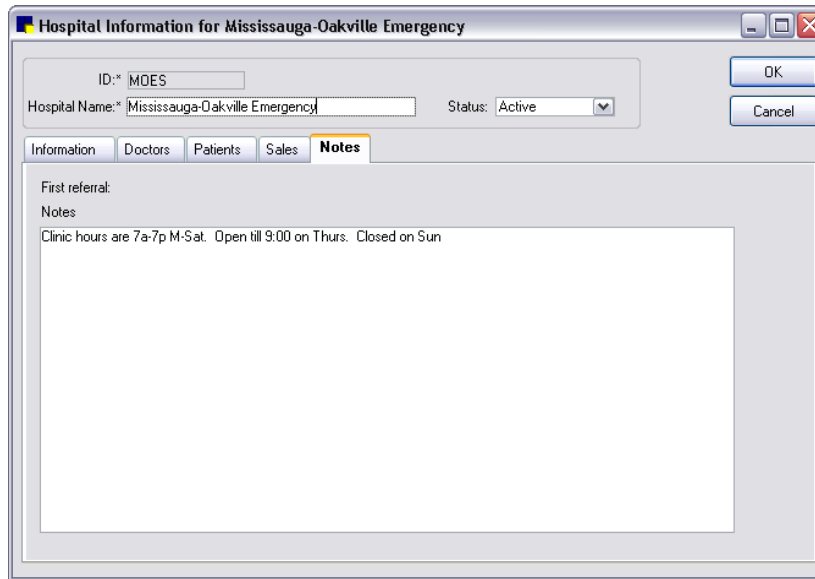 Hospital Information for Mississauga-Oakville Emergency
OK
ID:* MOES
Hospital Name:* Mississauga-Oakville Emergency Status: Active
Cancel
Information Doctors Patients Sales Notes
First referral:
Notes
Clinic hours are 7a-7p M-Sat. Open till 9:00 on Thurs. Closed on Sun